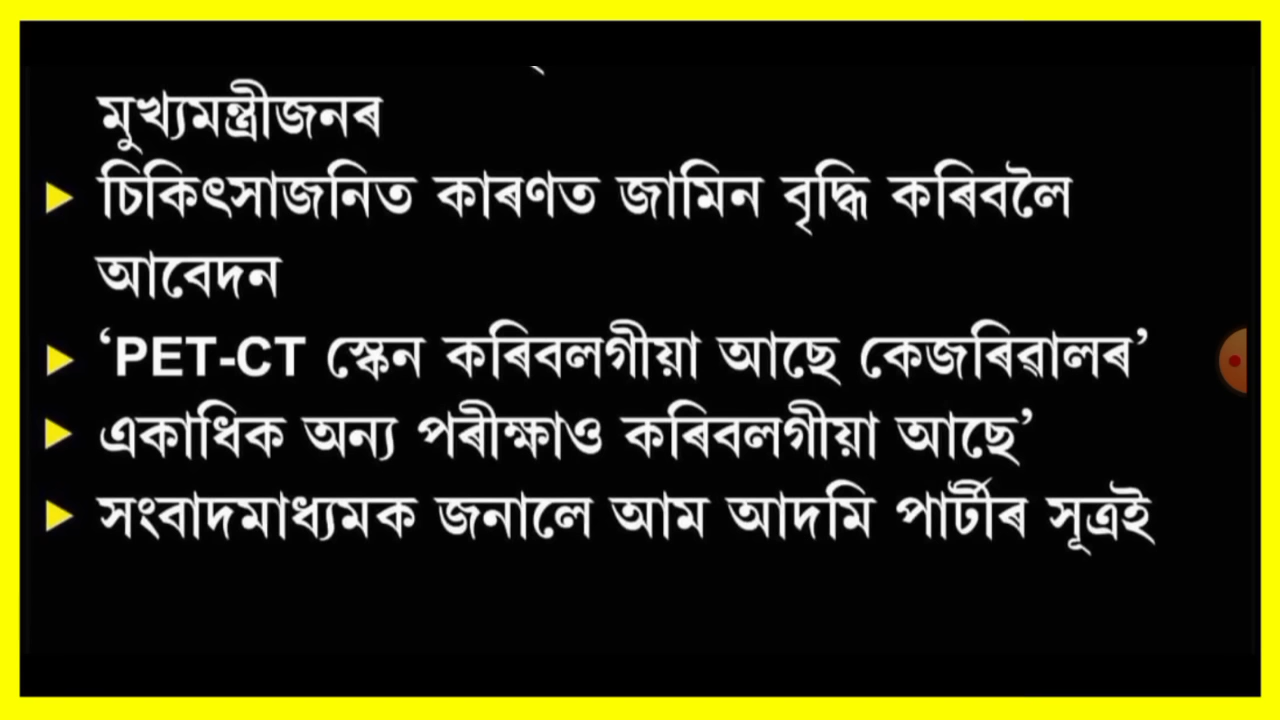 মুখ্যমন্ত্ৰীজনৰ
চিকিৎসাজনিত কাৰণত জামিন বৃদ্ধি কৰিবলৈ
আবেদন
‘PET-CT স্কেন কৰিবলগীয়া আছে কেজৰিৱালৰ’
একাধিক অন্য পৰীক্ষাও কৰিবলগীয়া আছে’
সংবাদমাধ্যমক জনালে আম আদমি পাৰ্টীৰ সূত্ৰই